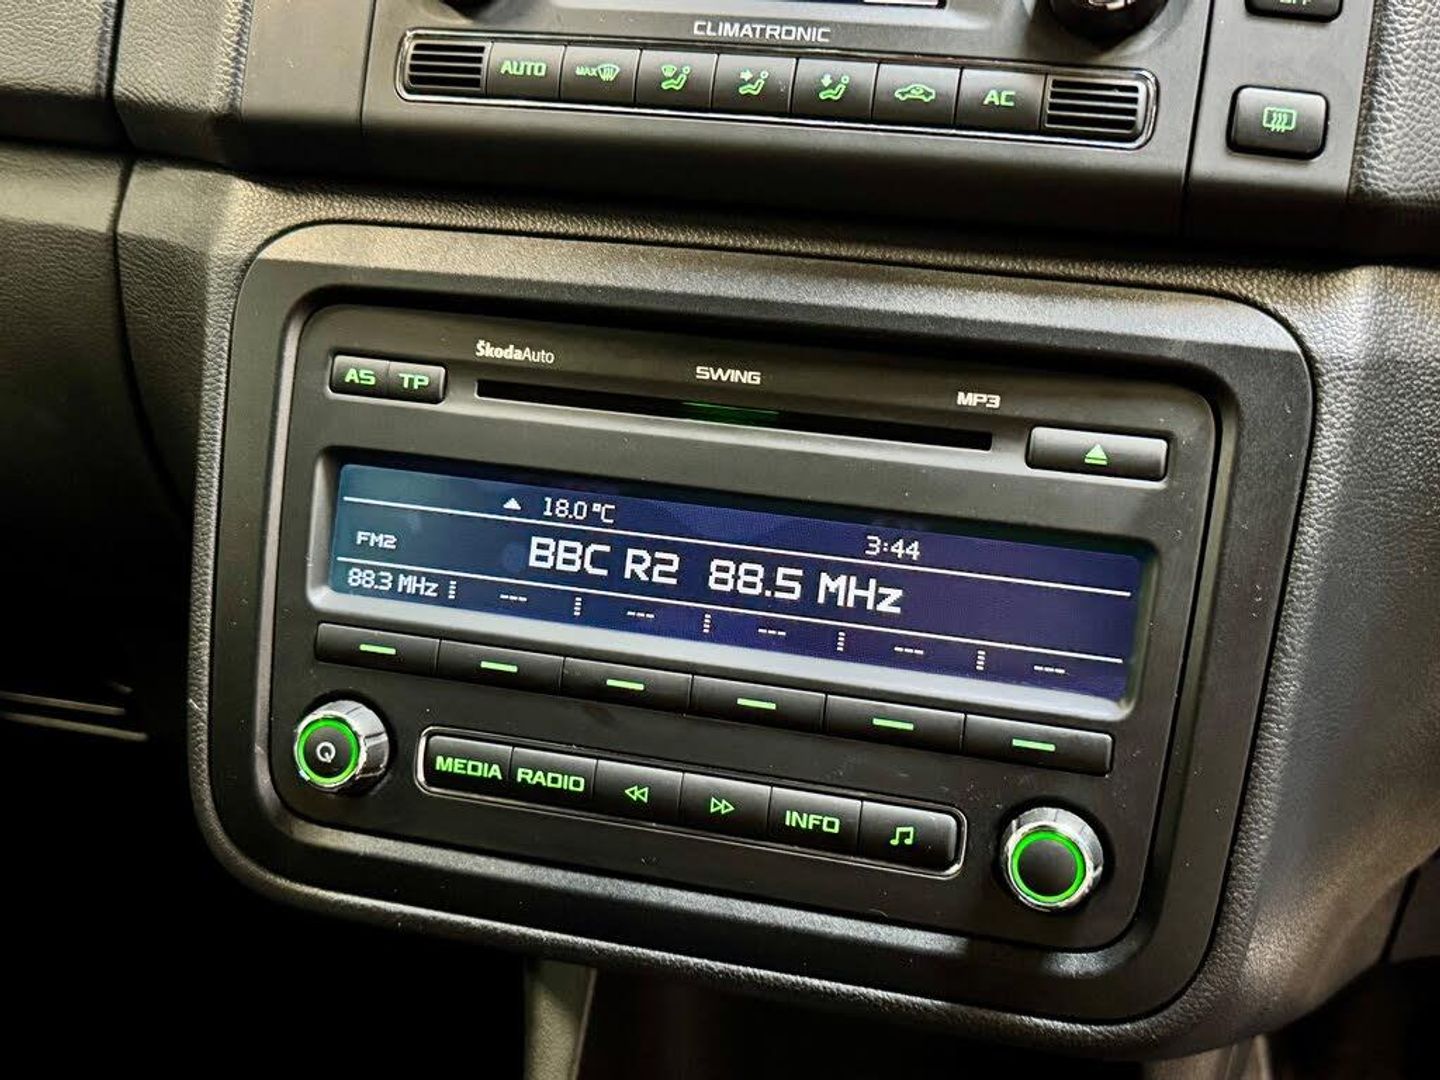 CLIMATRONIC
AUTO MAX AC
ŠkodaAuto
SWING
MP3
AS TP
18.0 °C
3:44
FM2
BBC R2 88.5 MHz
88.3 MHz --- --- --- --- ---
MEDIA RADIO INFO